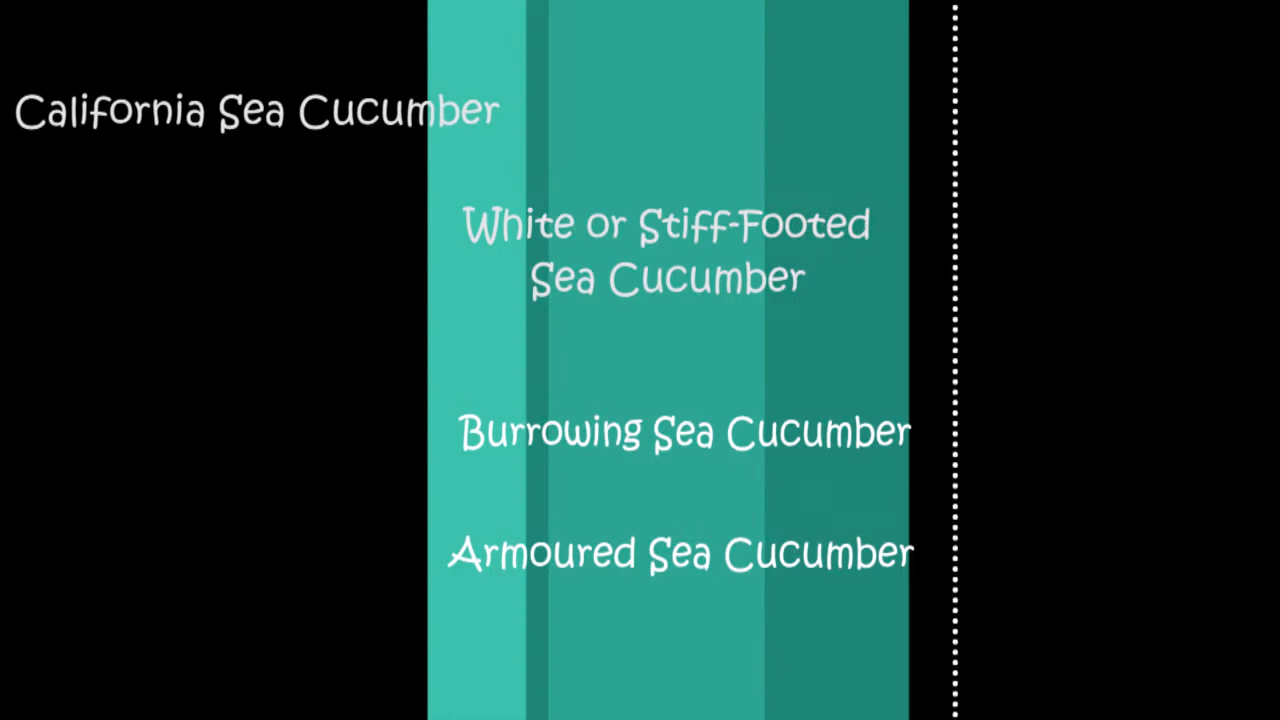 California Sea Cucumber
White or Stiff-Footed
Sea Cucumber
Burrowing Sea Cucumber
Armoured Sea Cucumber